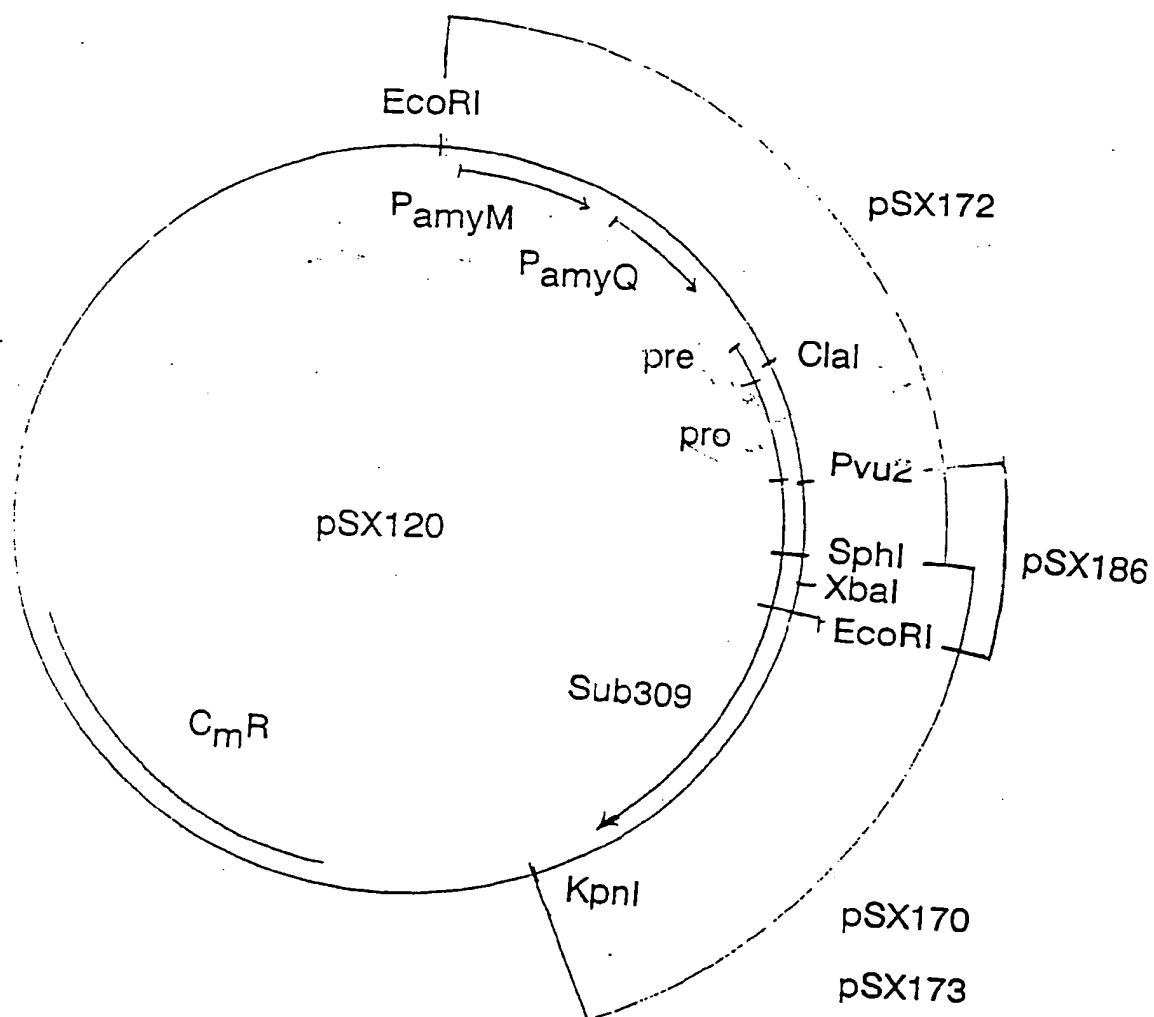 EcoRI
PamyM
pSX172
PamyQ
pre
ClaI
pro
Pvu2
pSX120
SphI
pSX186
XbaI
EcoRI
Sub309
CmR
KpnI
pSX170
pSX173